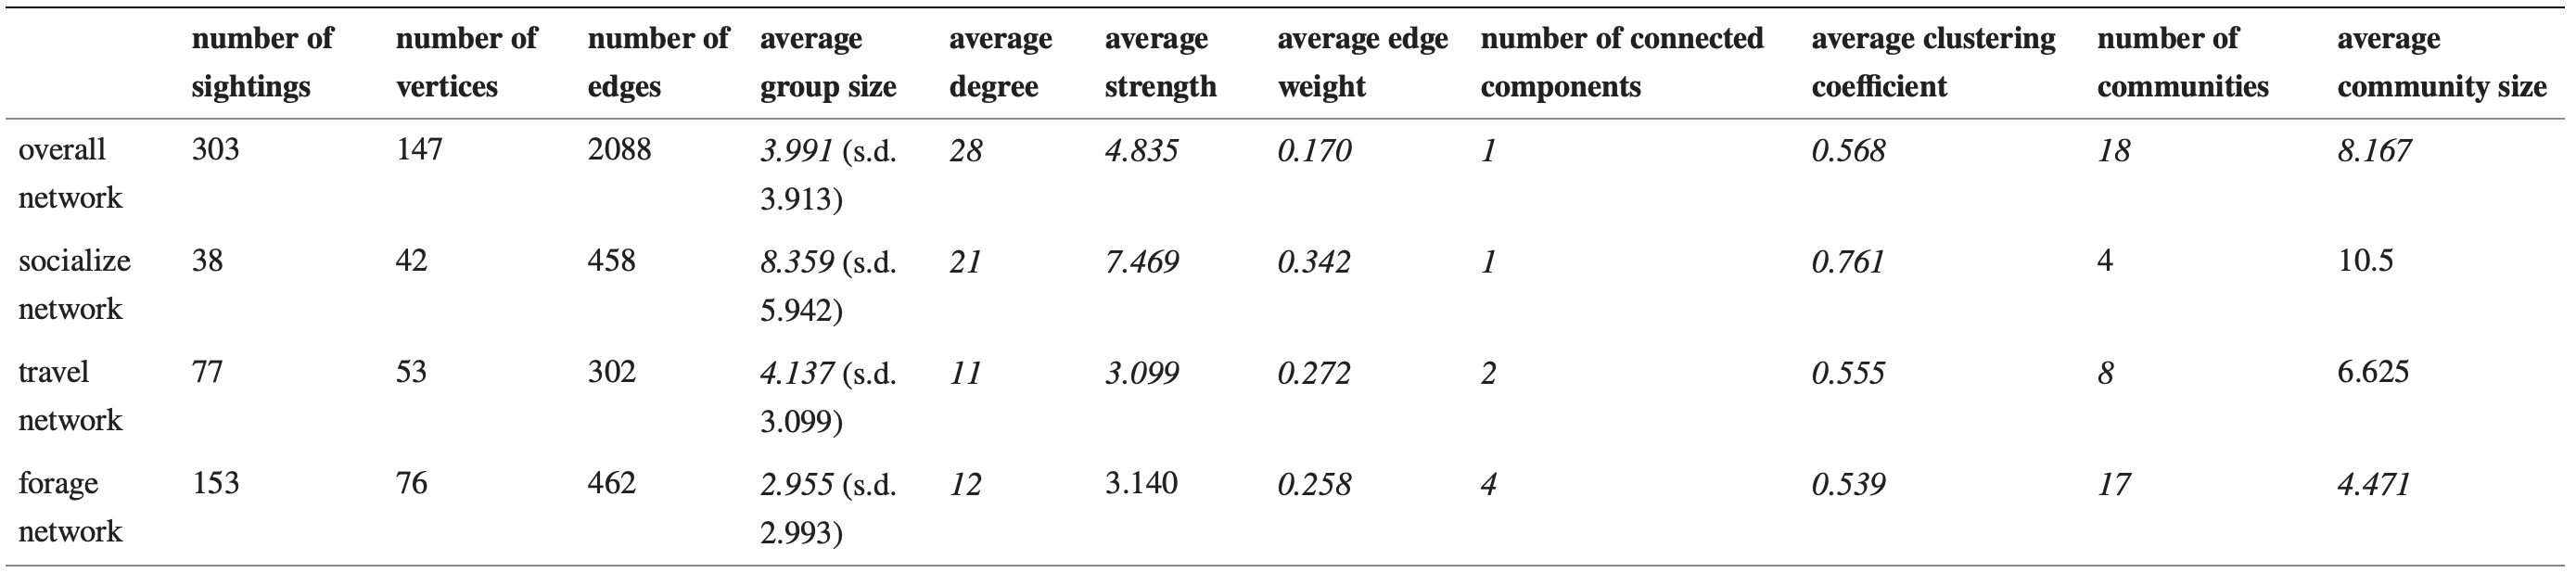 number of number of number of average average average average edge number of connected average clustering number of average
sightings vertices edges group size degree strength weight components coefficient communities community size
overall 303 147 2088 3.991 (s.d. 28 4.835 0.170 1 0.568 18 8.167
network 3.913)
socialize 38 42 458 8.359 (s.d. 21 7.469 0.342 1 0.761 4 10.5
network 5.942)
travel 77 53 302 4.137 (s.d. 11 3.099 0.272 2 0.555 8 6.625
network 3.099)
forage 153 76 462 2.955 (s.d. 12 3.140 0.258 4 0.539 17 4.471
network 2.993)